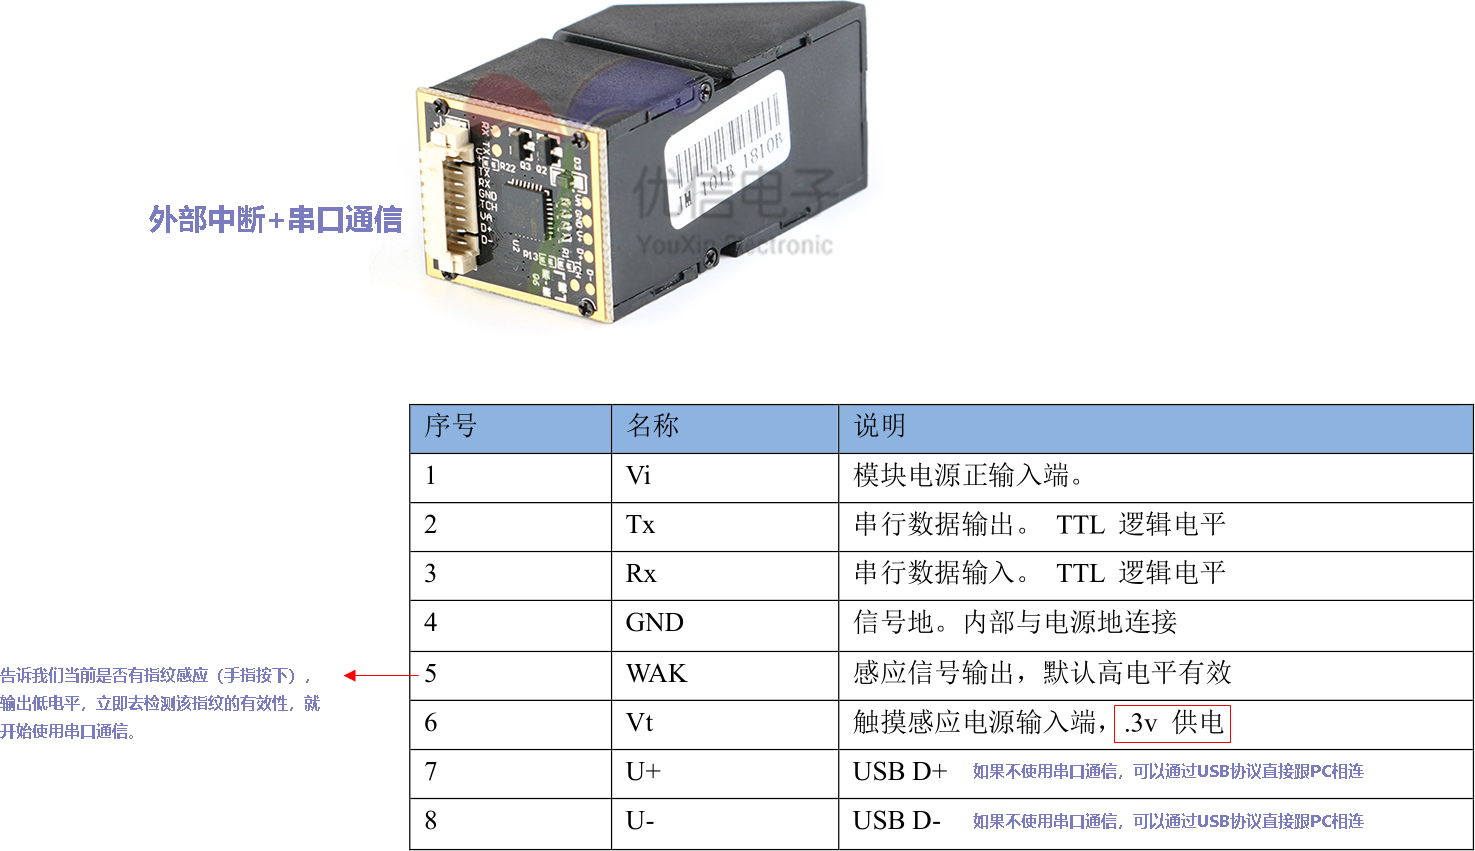 外部中断+串口通信
RX
TX
V+
TX
RX
GND
TCH
VA
D+
D-
R22
Q3
Q2
D3
U2
R13
JM 101B 1810B
优信电子
YouXin Electronic
序号 名称 说明
1 Vi 模块电源正输入端。
2 Tx 串行数据输出。 TTL 逻辑电平
3 Rx 串行数据输入。 TTL 逻辑电平
4 GND 信号地。内部与电源地连接
5 WAK 感应信号输出，默认高电平有效
6 Vt 触摸感应电源输入端，.3v 供电
7 U+ USB D+ 如果不使用串口通信，可以通过USB协议直接跟PC相连
8 U- USB D- 如果不使用串口通信，可以通过USB协议直接跟PC相连
告诉我们当前是否有指纹感应（手指按下），
输出低电平，立即去检测该指纹的有效性，就
开始使用串口通信。